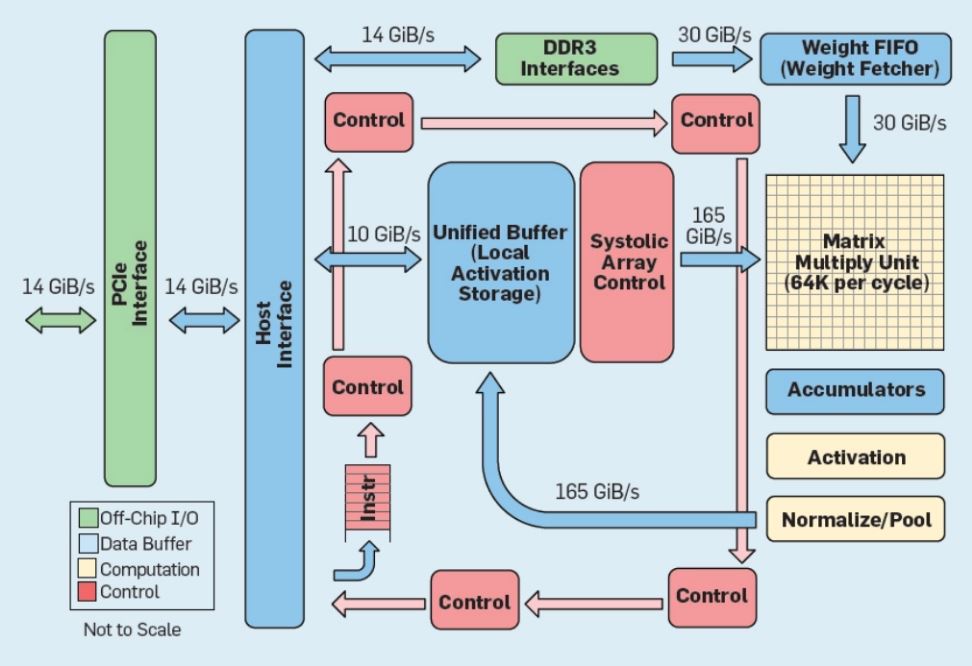 14 GiB/s
DDR3
Interfaces
30 GiB/s
Weight FIFO
(Weight Fetcher)
Control
Control
30 GiB/s
14 GiB/s
PCIe
Interface
14 GiB/s
Host
Interface
10 GiB/s
Unified Buffer
(Local
Activation
Storage)
Systolic
Array
Control
165
GiB/s
Matrix
Multiply Unit
(64K per cycle)
Control
Accumulators
Activation
Instr
165 GiB/s
Normalize/Pool
Off-Chip I/O
Data Buffer
Computation
Control
Not to Scale
Control
Control